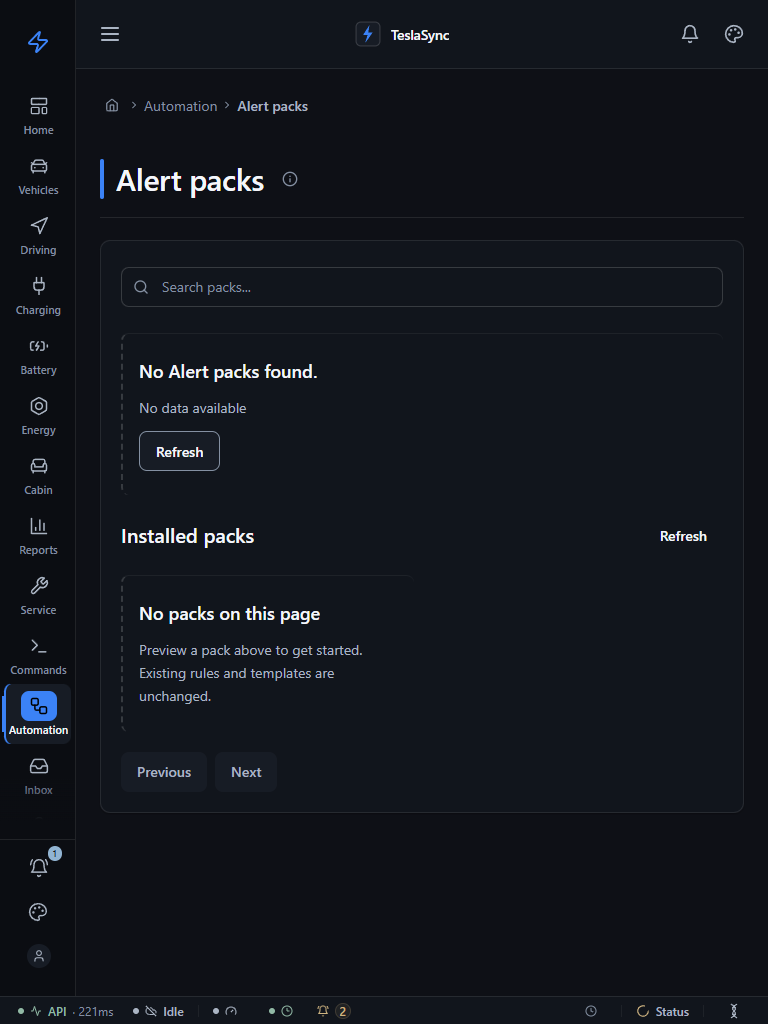 TeslaSync
Home
Vehicles
Driving
Charging
Battery
Energy
Cabin
Reports
Service
Commands
Automation
Inbox
1
Automation
Alert packs
Alert packs
Search packs...
No Alert packs found.
No data available
Refresh
Installed packs
Refresh
No packs on this page
Preview a pack above to get started.
Existing rules and templates are
unchanged.
Previous
Next
API · 221ms
Idle
2
Status